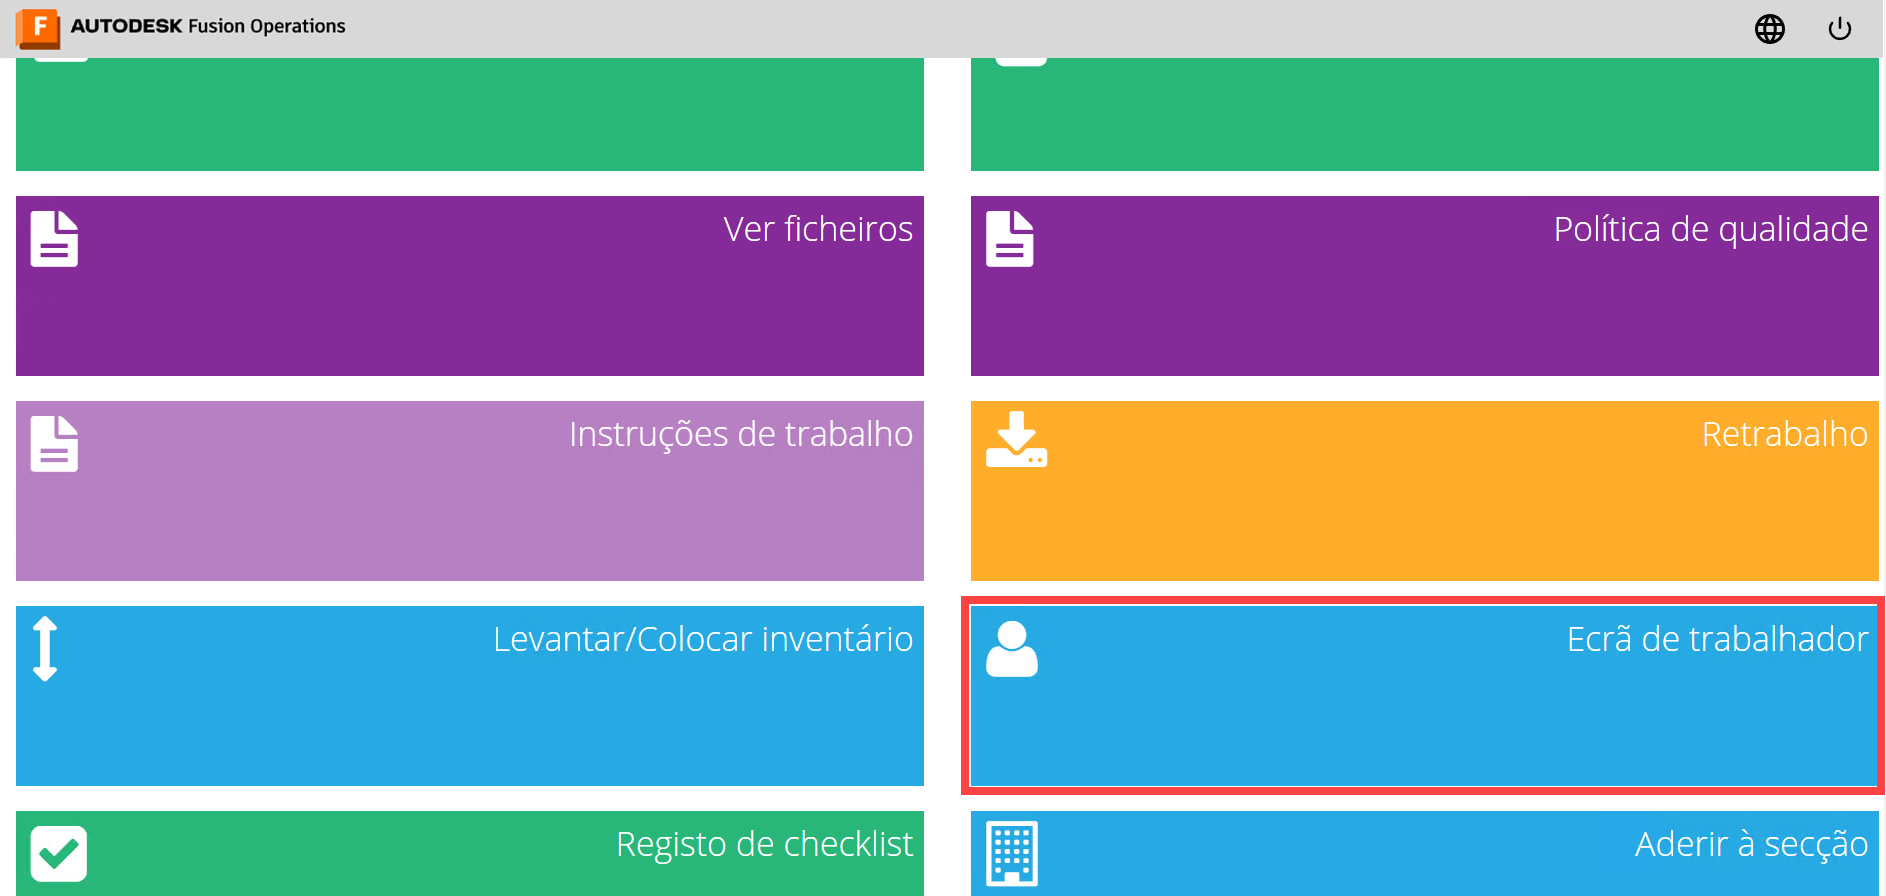 F AUTODESK Fusion Operations
Ver ficheiros
Política de qualidade
Instruções de trabalho
Retrabalho
Levantar/Colocar inventário
Ecrã de trabalhador
Registo de checklist
Aderir à secção